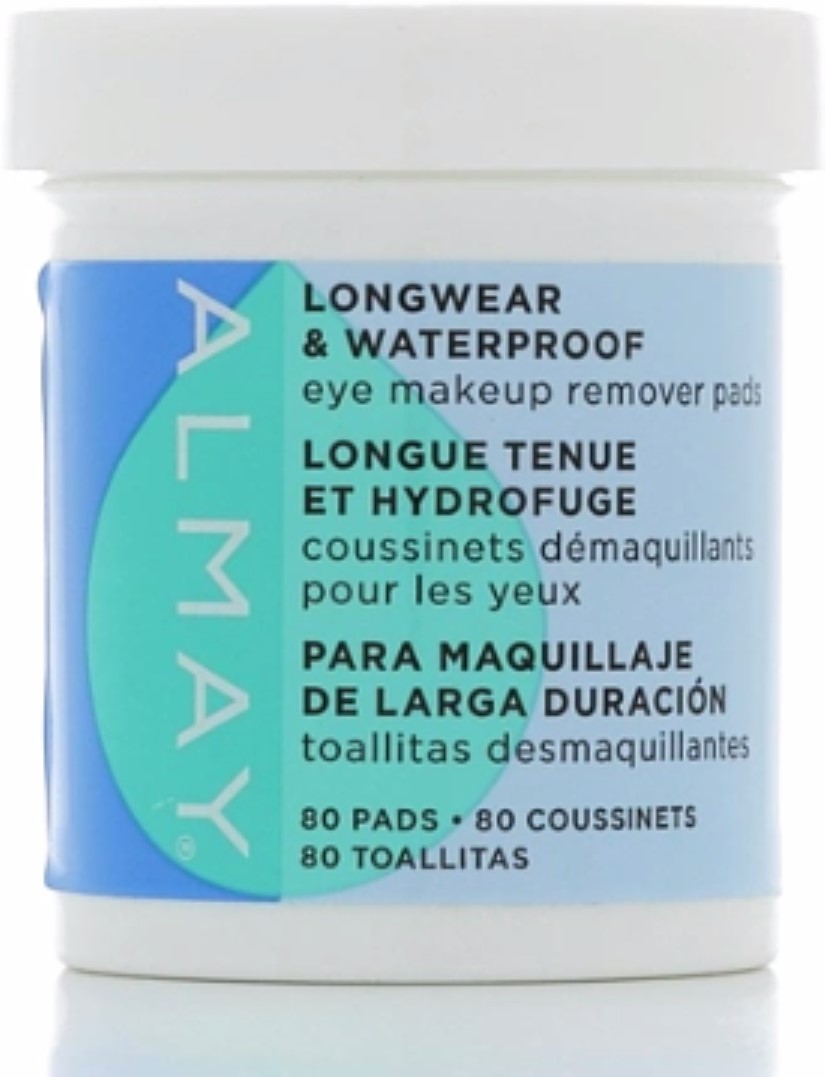 ALMAY®
LONGWEAR
& WATERPROOF
eye makeup remover pads
LONGUE TENUE
ET HYDROFUGE
coussinets démaquillants
pour les yeux
PARA MAQUILLAJE
DE LARGA DURACIÓN
toallitas desmaquillantes
80 PADS • 80 COUSSINETS
80 TOALLITAS